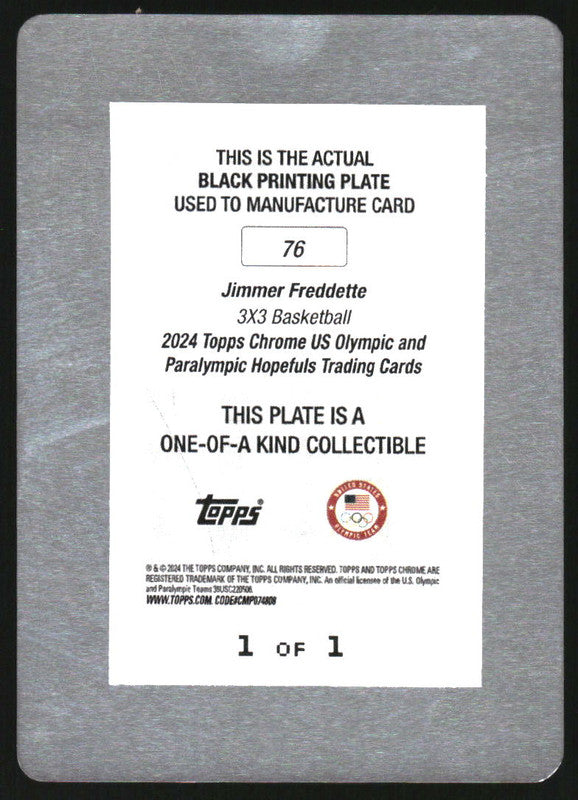 THIS IS THE ACTUAL
BLACK PRINTING PLATE
USED TO MANUFACTURE CARD
76
Jimmer Freddette
3X3 Basketball
2024 Topps Chrome US Olympic and
Paralympic Hopefuls Trading Cards
THIS PLATE IS A
ONE-OF-A KIND COLLECTIBLE
topps®
UNITED STATES
OLYMPIC TEAM
® & © 2024 THE TOPPS COMPANY, INC. ALL RIGHTS RESERVED. TOPPS AND TOPPS CHROME ARE
REGISTERED TRADEMARK OF THE TOPPS COMPANY, INC. An official licensee of the U.S. Olympic
and Paralympic Teams 36USC220506.
WWW.TOPPS.COM. CODE#CMP074808
1 OF 1